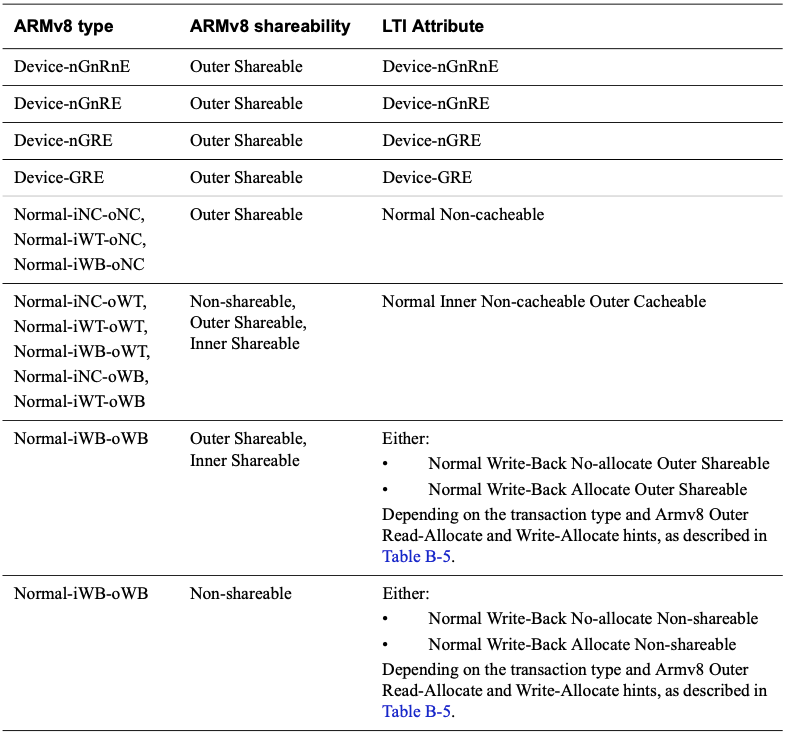 ARMv8 type ARMv8 shareability LTI Attribute
Device-nGnRnE Outer Shareable Device-nGnRnE
Device-nGnRE Outer Shareable Device-nGnRE
Device-nGRE Outer Shareable Device-nGRE
Device-GRE Outer Shareable Device-GRE
Normal-iNC-oNC, Outer Shareable Normal Non-cacheable
Normal-iWT-oNC,
Normal-iWB-oNC
Normal-iNC-oWT, Non-shareable, Normal Inner Non-cacheable Outer Cacheable
Normal-iWT-oWT, Outer Shareable,
Normal-iWB-oWT, Inner Shareable
Normal-iNC-oWB,
Normal-iWT-oWB
Normal-iWB-oWB Outer Shareable, Either:
Inner Shareable • Normal Write-Back No-allocate Outer Shareable
• Normal Write-Back Allocate Outer Shareable
Depending on the transaction type and Armv8 Outer
Read-Allocate and Write-Allocate hints, as described in
Table B-5.
Normal-iWB-oWB Non-shareable Either:
• Normal Write-Back No-allocate Non-shareable
• Normal Write-Back Allocate Non-shareable
Depending on the transaction type and Armv8 Outer
Read-Allocate and Write-Allocate hints, as described in
Table B-5.